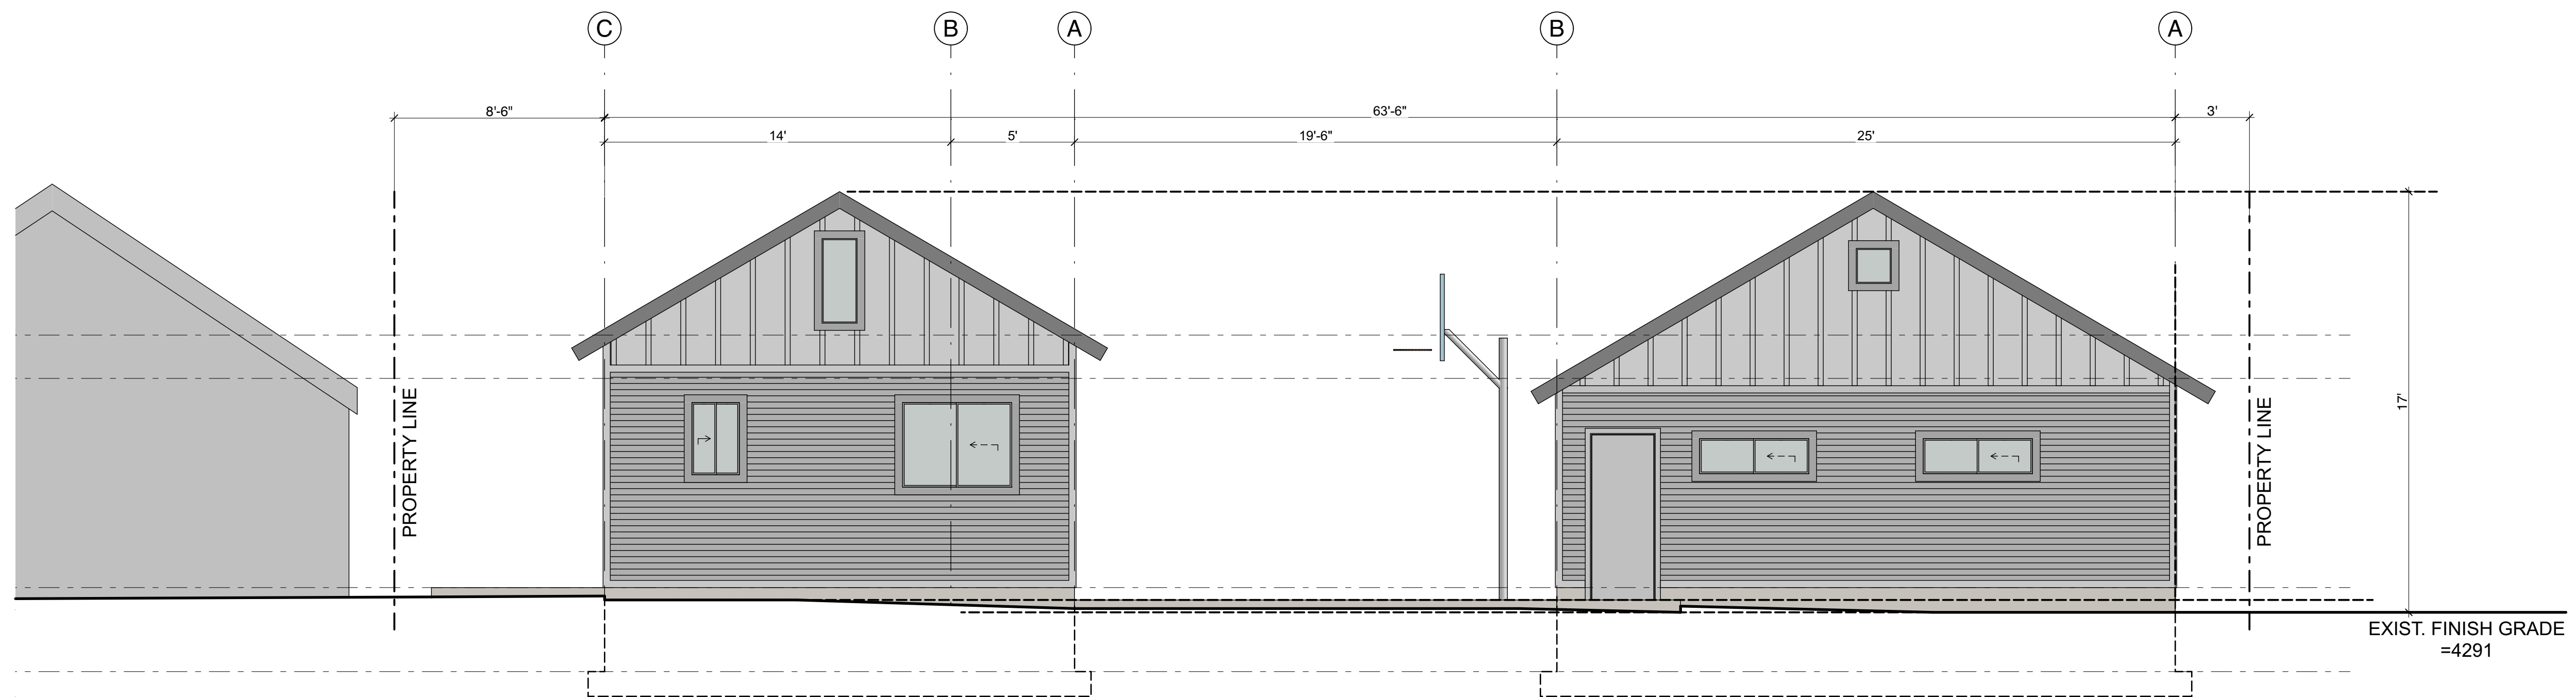 C
B
A
B
A
8'-6"
63'-6"
3'
14'
5'
19'-6"
25'
17'
PROPERTY LINE
PROPERTY LINE
EXIST. FINISH GRADE
=4291